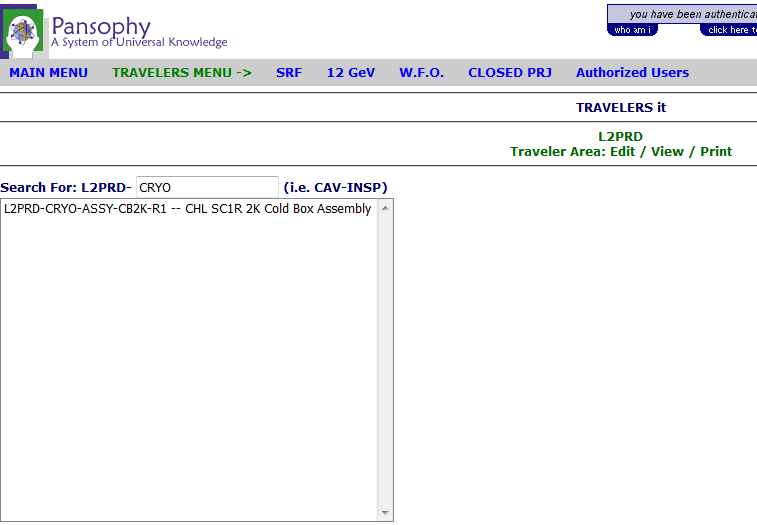 Pansophy
A System of Universal Knowledge
you have been authenticat
who am i
click here to
MAIN MENU TRAVELERS MENU -> SRF 12 GeV W.F.O. CLOSED PRJ Authorized Users
TRAVELERS it
L2PRD
Traveler Area: Edit / View / Print
Search For: L2PRD- CRYO (i.e. CAV-INSP)
L2PRD-CRYO-ASSY-CB2K-R1 -- CHL SC1R 2K Cold Box Assembly